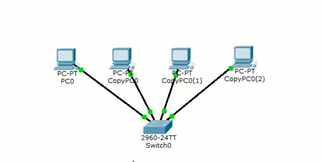 PC-PT
PC0
PC-PT
CopyPC0
PC-PT
CopyPC0(1)
PC-PT
CopyPC0(2)
2960-24TT
Switch0